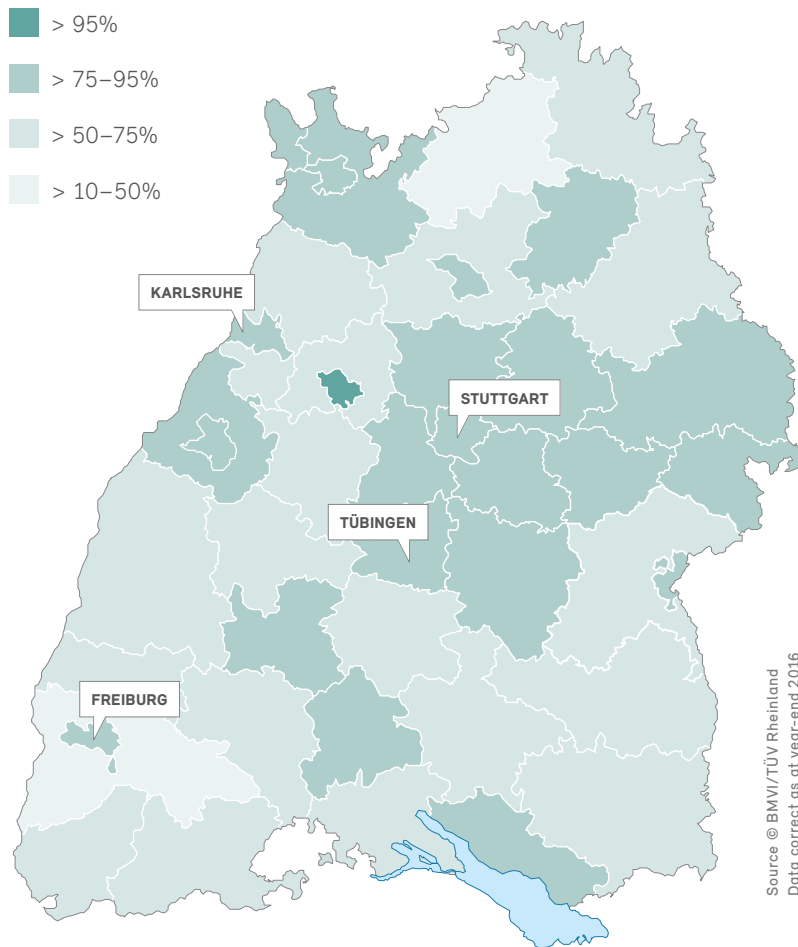 > 95%
> 75–95%
> 50–75%
> 10–50%
KARLSRUHE
STUTTGART
TÜBINGEN
FREIBURG
Source © BMVI/TÜV Rheinland
Data correct as at year-end 2016